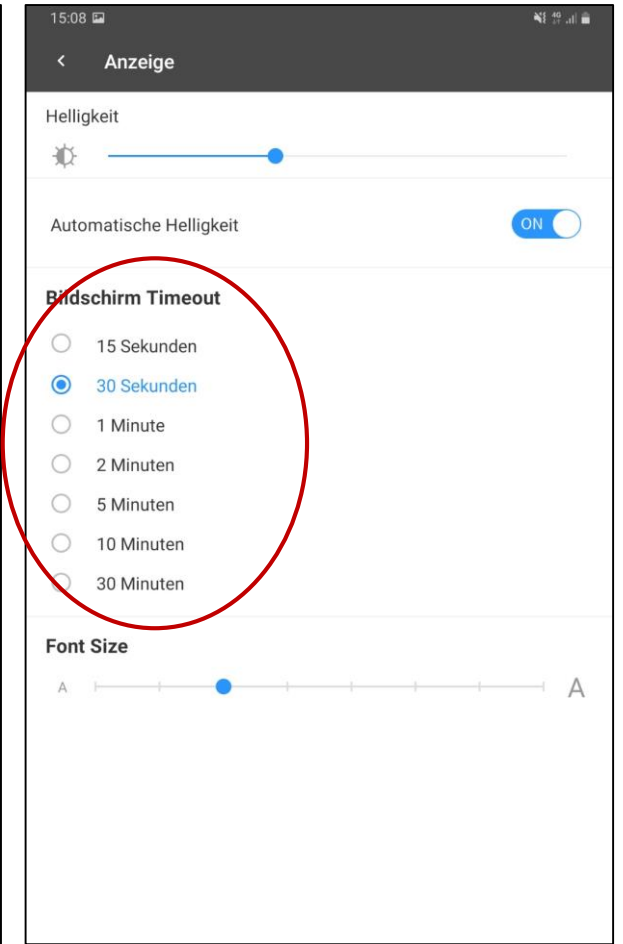 15:08 4G
Anzeige
Helligkeit
Automatische Helligkeit ON
Bildschirm Timeout
15 Sekunden
30 Sekunden
1 Minute
2 Minuten
5 Minuten
10 Minuten
30 Minuten
Font Size
A A